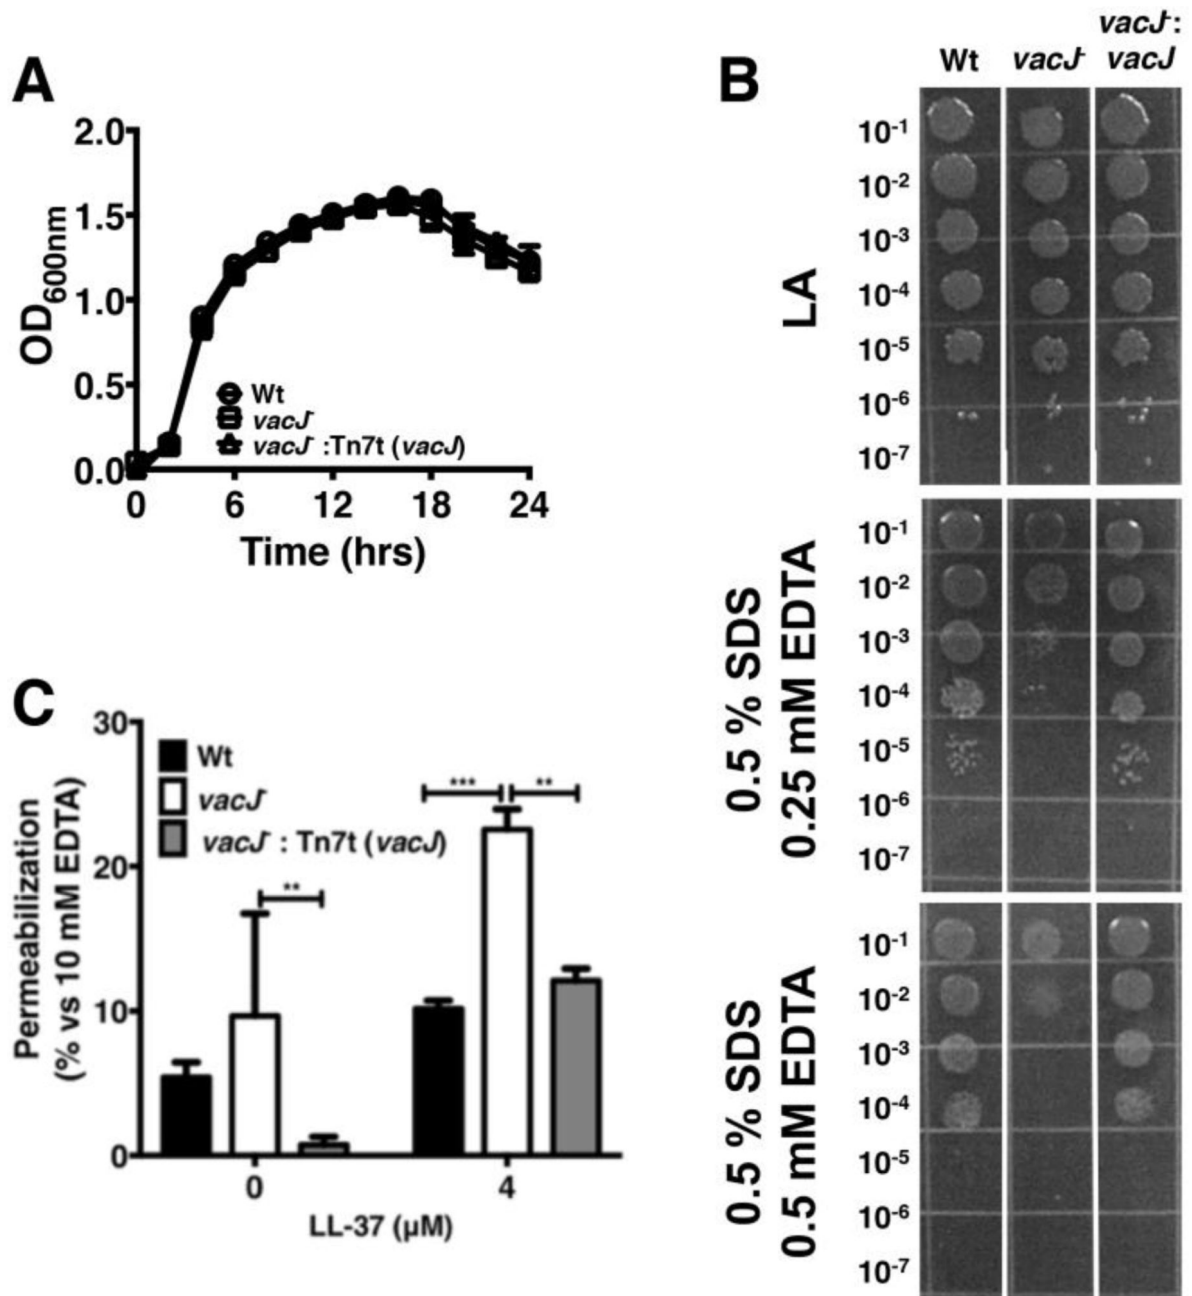 A
2.0
1.5
1.0
0.5
0.0
OD600nm
Wt
vacJ-
vacJ- :Tn7t (vacJ)
0 6 12 18 24
Time (hrs)
B
Wt vacJ- vacJ-: vacJ
LA
10-1
10-2
10-3
10-4
10-5
10-6
10-7
0.5 % SDS
0.25 mM EDTA
10-1
10-2
10-3
10-4
10-5
10-6
10-7
0.5 % SDS
0.5 mM EDTA
10-1
10-2
10-3
10-4
10-5
10-6
10-7
C
30
20
10
0
Permeabilization
(% vs 10 mM EDTA)
Wt
vacJ-
vacJ- : Tn7t (vacJ)
**
*** **
0 4
LL-37 (µM)